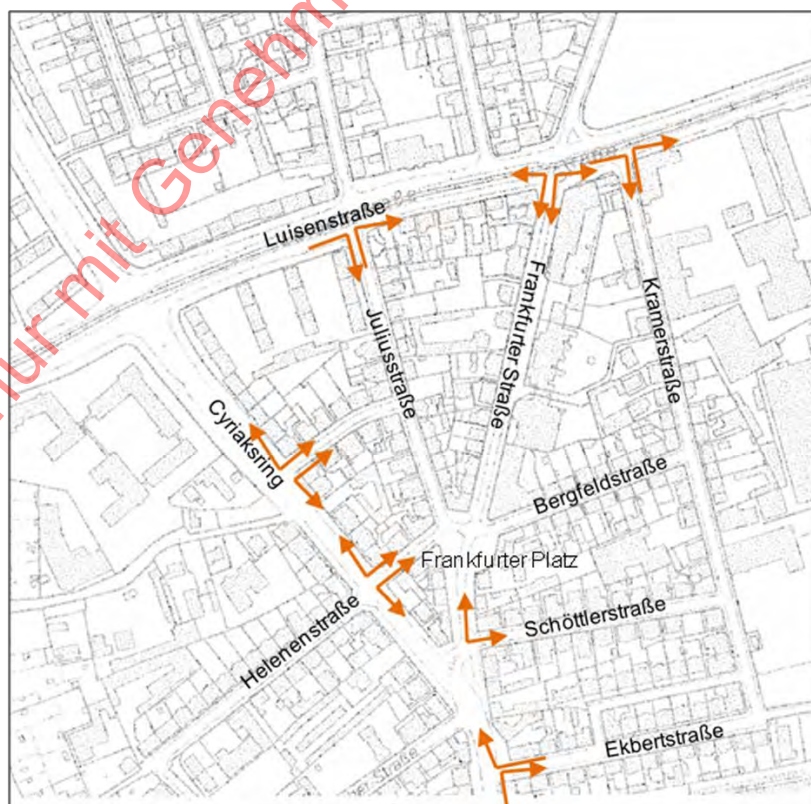 nur mit Genehm
Luisenstraße
Juliusstraße
Frankfurter Straße
Kramerstraße
Cyriaksring
Bergfeldstraße
Frankfurter Platz
Helenenstraße
Schöttlerstraße
Ekbertstraße